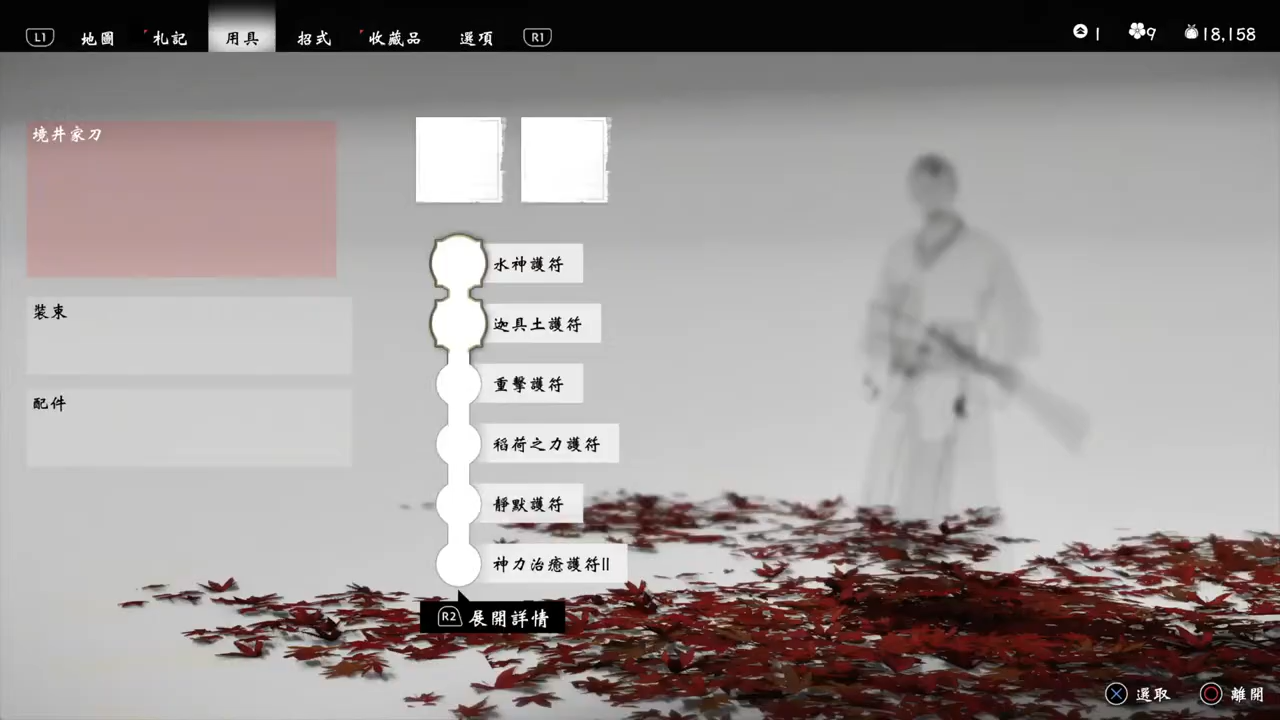 L1 地圖 札記 用具 招式 收藏品 選項 R1 1 9 18,158
境井家刀
裝束
配件
水神護符
迦具土護符
重擊護符
稻荷之力護符
靜默護符
神力治癒護符II
R2 展開詳情
選取 離開